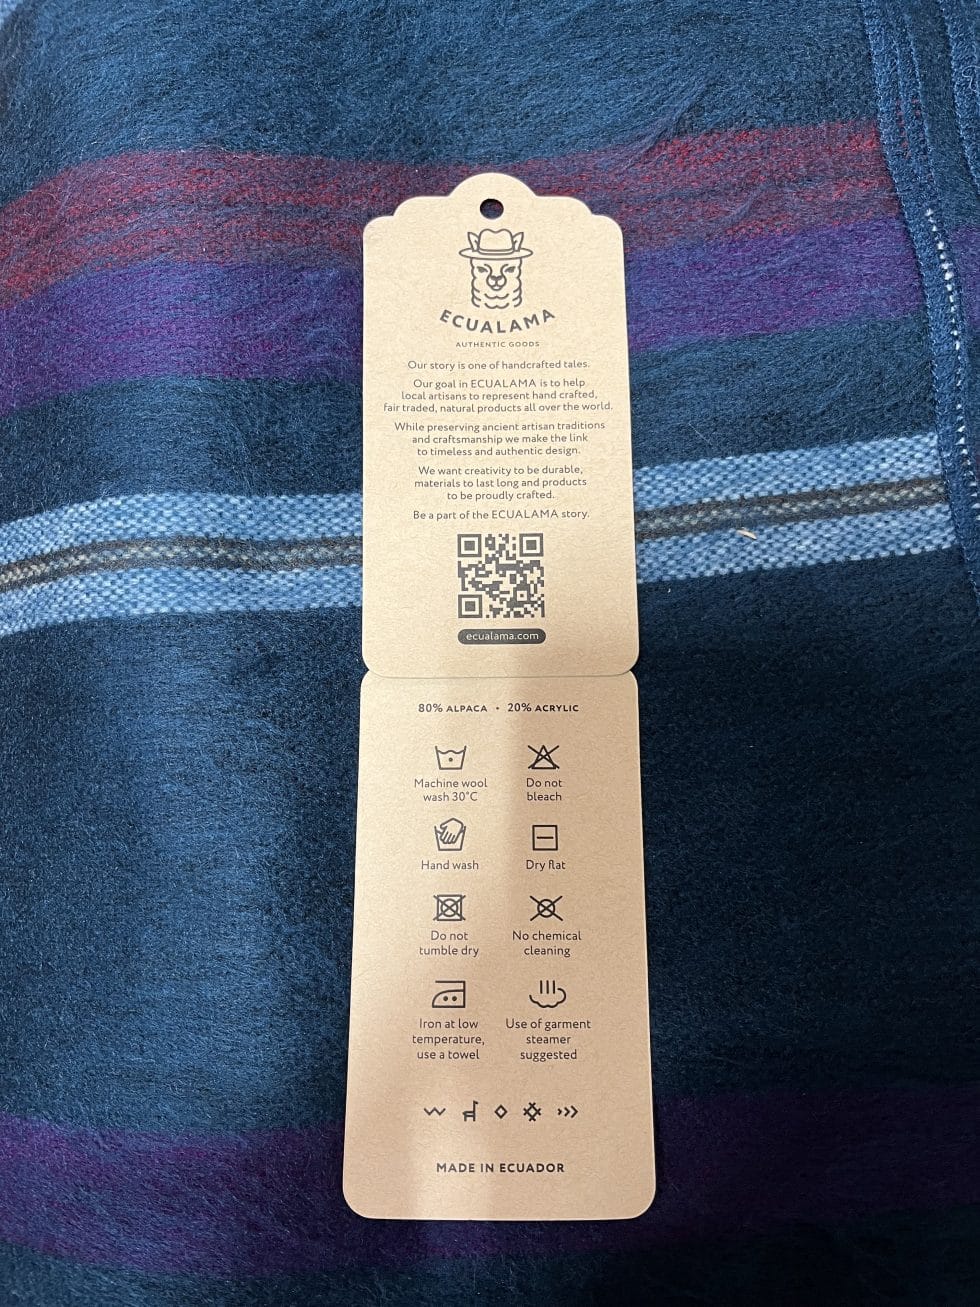 ECUALAMA
AUTHENTIC GOODS
Our story is one of handcrafted tales.
Our goal in ECUALAMA is to help
local artisans to represent hand crafted,
fair traded, natural products all over the world.
While preserving ancient artisan traditions
and craftsmanship we make the link
to timeless and authentic design.
We want creativity to be durable,
materials to last long and products
to be proudly crafted.
Be a part of the ECUALAMA story.
ecualama.com
80% ALPACA • 20% ACRYLIC
Machine wool
wash 30°C
Do not
bleach
Hand wash
Dry flat
Do not
tumble dry
No chemical
cleaning
Iron at low
temperature,
use a towel
Use of garment
steamer
suggested
MADE IN ECUADOR